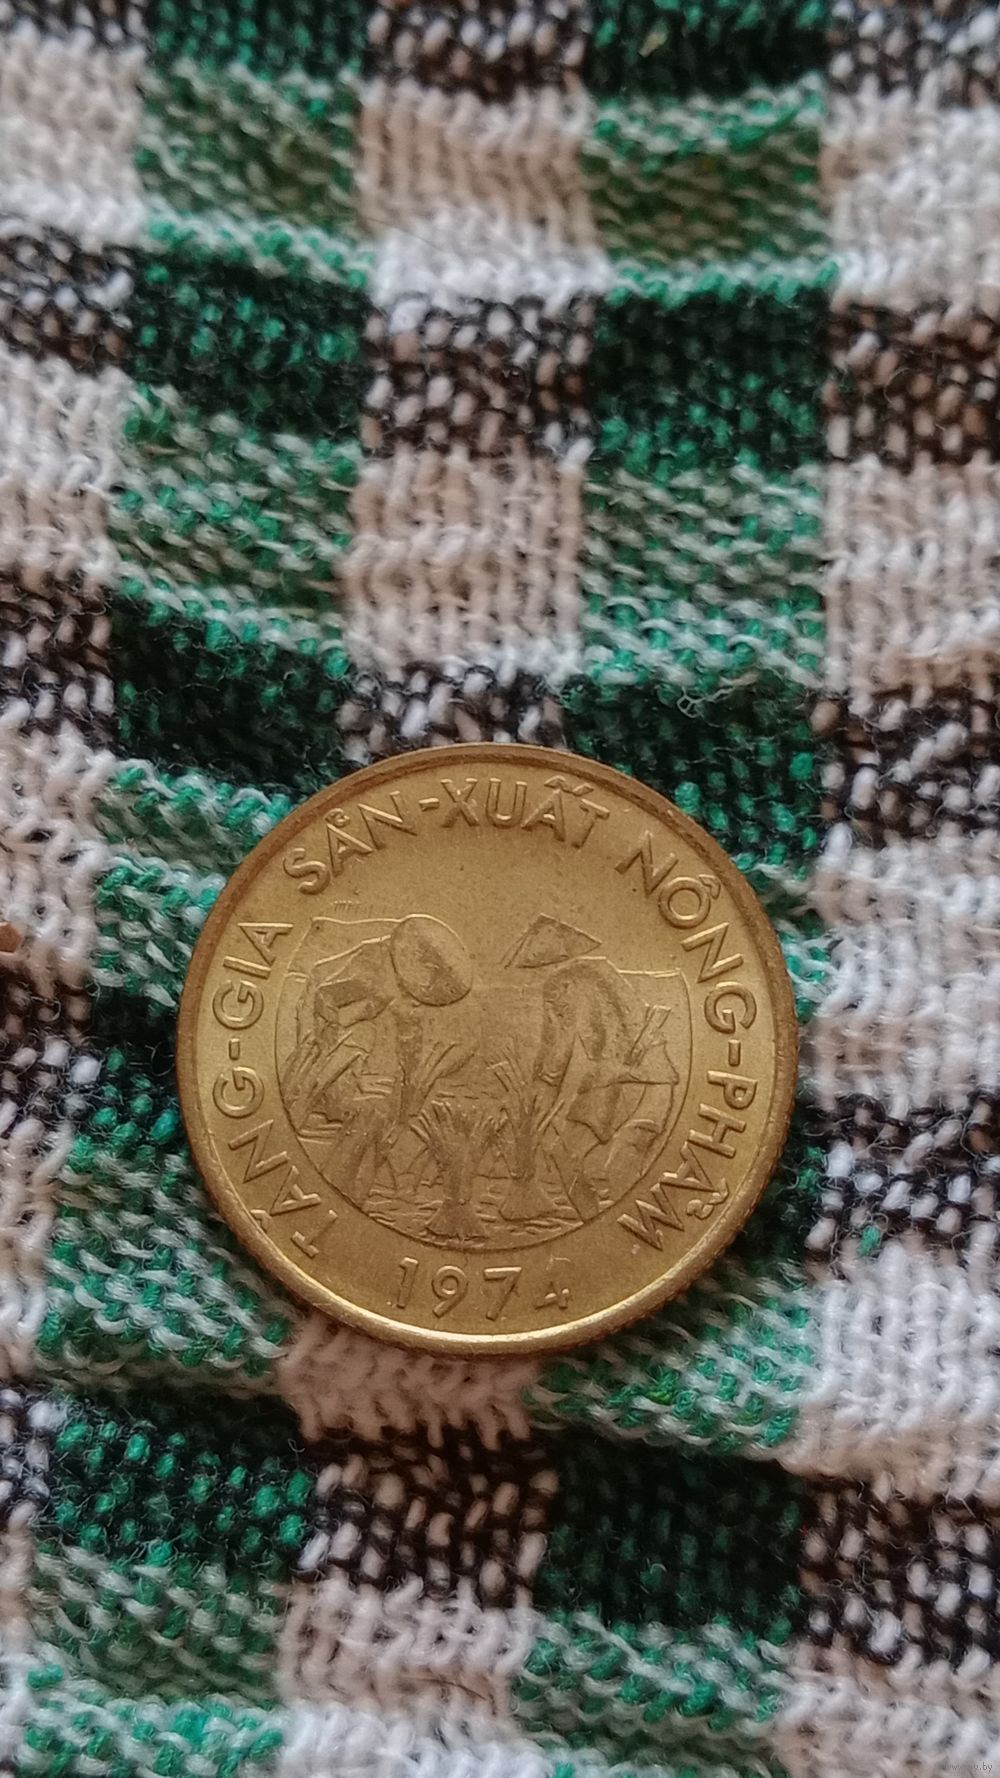 TĂNG-GIA SẢN-XUẤT NÔNG-PHẨM
1974